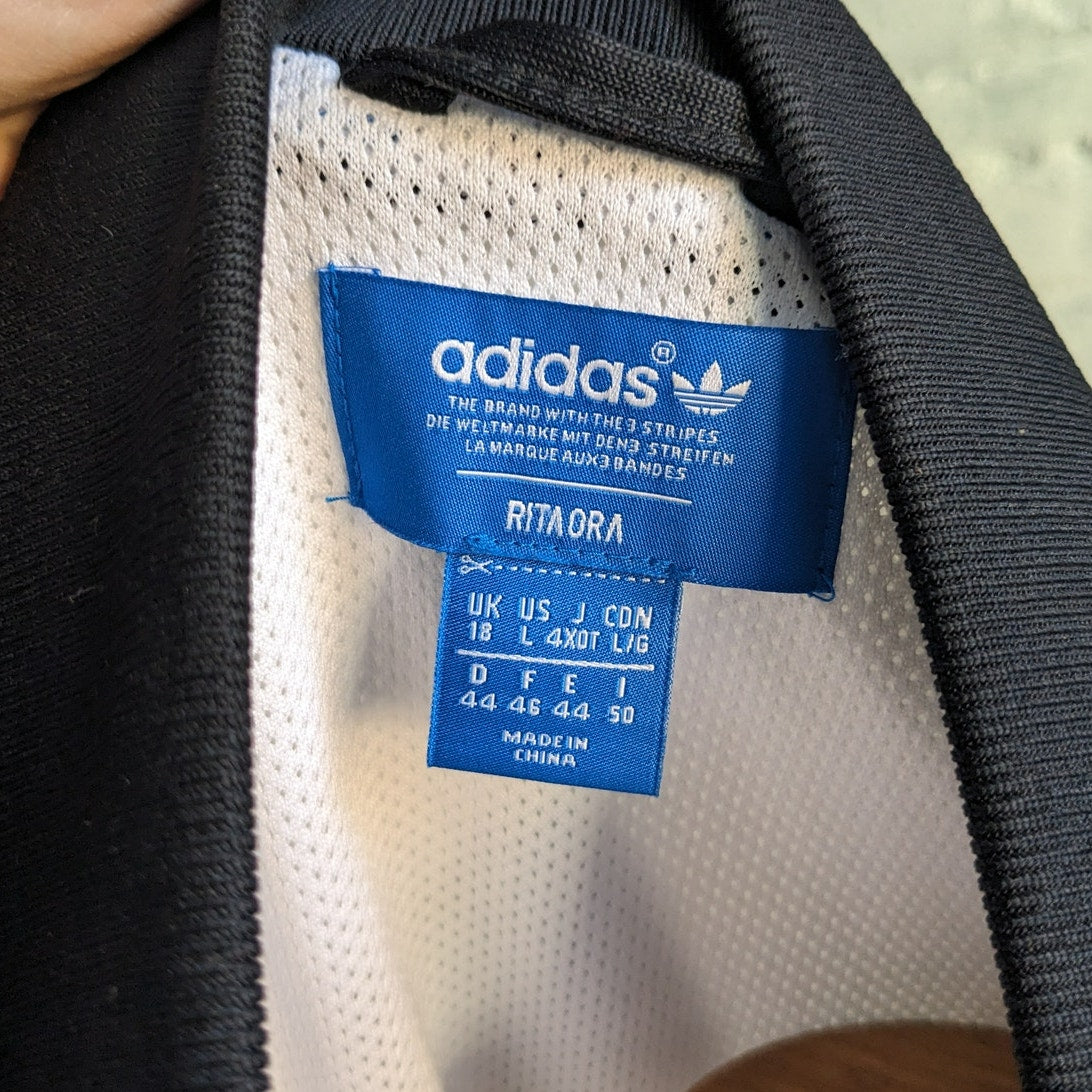 adidas®
THE BRAND WITH THE 3 STRIPES
DIE WELTMARKE MIT DEN 3 STREIFEN
LA MARQUE AUX 3 BANDES
RITA ORA
UK US J CDN
18 L 4XOT L/G
D F E I
44 46 44 50
MADE IN
CHINA